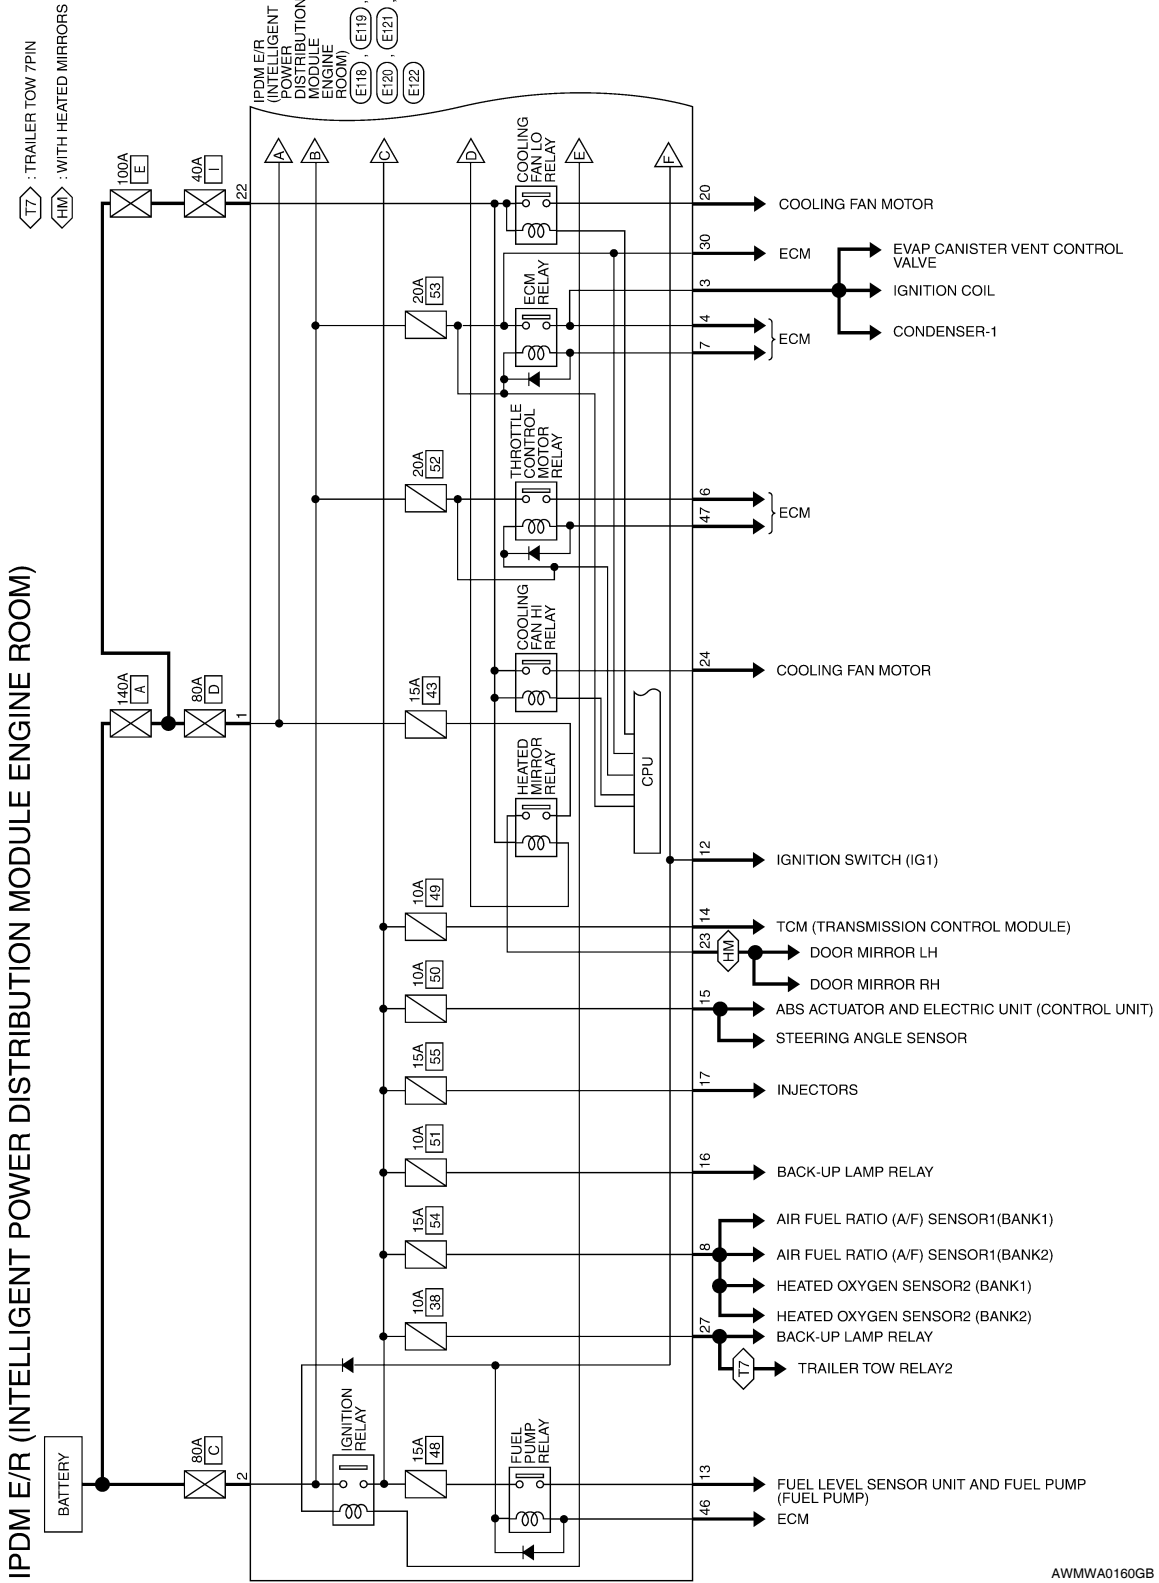 IPDM E/R (INTELLIGENT POWER DISTRIBUTION MODULE ENGINE ROOM)
T7 : TRAILER TOW 7PIN
HM : WITH HEATED MIRRORS
IPDM E/R
(INTELLIGENT
POWER
DISTRIBUTION
MODULE
ENGINE
ROOM)
E118 , E119 ,
E120 , E121 ,
E122
100A
E
40A
I
22
A
B
C
D
E
F
COOLING
FAN LO
RELAY
20
COOLING FAN MOTOR
30
ECM
3
EVAP CANISTER VENT CONTROL
VALVE
IGNITION COIL
CONDENSER-1
20A
53
ECM
RELAY
4
7
ECM
20A
52
THROTTLE
CONTROL
MOTOR
RELAY
6
47
ECM
COOLING
FAN HI
RELAY
24
COOLING FAN MOTOR
140A
A
80A
D
1
15A
43
HEATED
MIRROR
RELAY
CPU
12
IGNITION SWITCH (IG1)
10A
49
14
TCM (TRANSMISSION CONTROL MODULE)
23
HM
DOOR MIRROR LH
DOOR MIRROR RH
10A
50
15
ABS ACTUATOR AND ELECTRIC UNIT (CONTROL UNIT)
STEERING ANGLE SENSOR
15A
55
17
INJECTORS
10A
51
16
BACK-UP LAMP RELAY
15A
54
8
AIR FUEL RATIO (A/F) SENSOR1(BANK1)
AIR FUEL RATIO (A/F) SENSOR1(BANK2)
HEATED OXYGEN SENSOR2 (BANK1)
HEATED OXYGEN SENSOR2 (BANK2)
10A
38
27
BACK-UP LAMP RELAY
T7
TRAILER TOW RELAY2
BATTERY
80A
C
2
IGNITION
RELAY
15A
48
FUEL
PUMP
RELAY
13
FUEL LEVEL SENSOR UNIT AND FUEL PUMP
(FUEL PUMP)
46
ECM
AWMWA0160GB